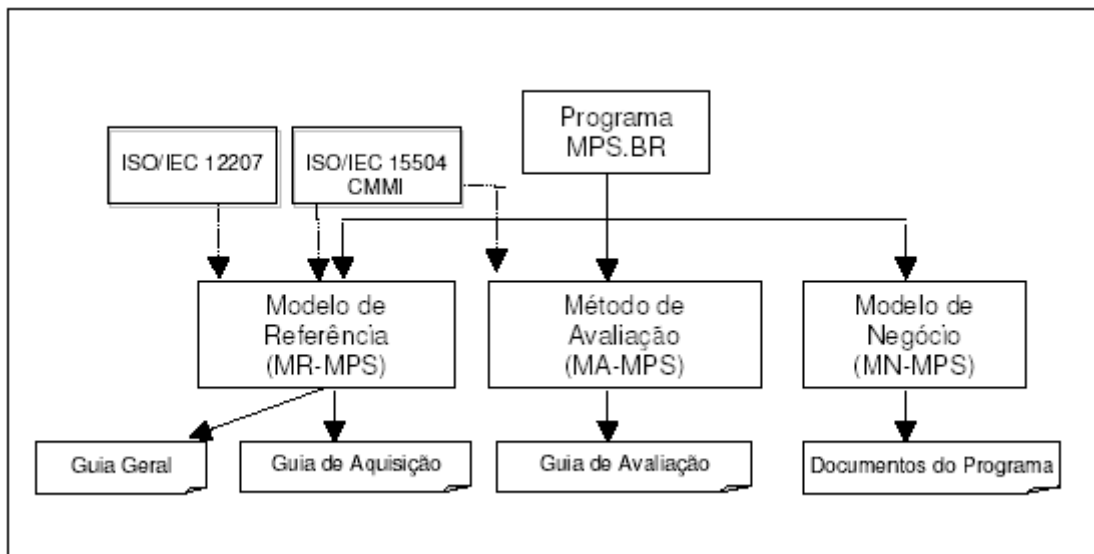 Programa
MPS.BR
ISO/IEC 12207
ISO/IEC 15504
CMMI
Modelo de
Referência
(MR-MPS)
Método de
Avaliação
(MA-MPS)
Modelo de
Negócio
(MN-MPS)
Guia Geral
Guia de Aquisição
Guia de Avaliação
Documentos do Programa